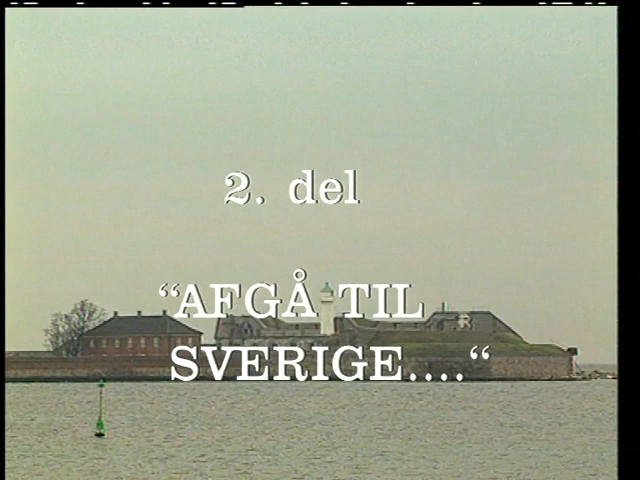 2. del
“AFGÅ TIL
SVERIGE....“